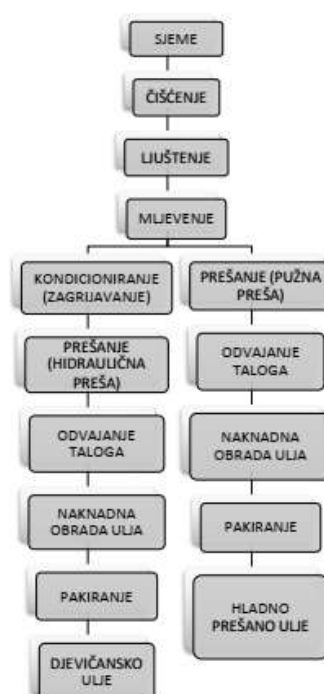 SJEME
ČIŠĆENJE
LJUŠTENJE
MLJEVENJE
KONDICIONIRANJE
(ZAGRIJAVANJE)
PREŠANJE
(HIDRAULIČNA
PREŠA)
ODVAJANJE
TALOGA
NAKNADNA
OBRADA ULJA
PAKIRANJE
DJEVIČANSKO
ULJE
PREŠANJE (PUŽNA
PREŠA)
ODVAJANJE
TALOGA
NAKNADNA
OBRADA ULJA
PAKIRANJE
HLADNO
PREŠANO ULJE